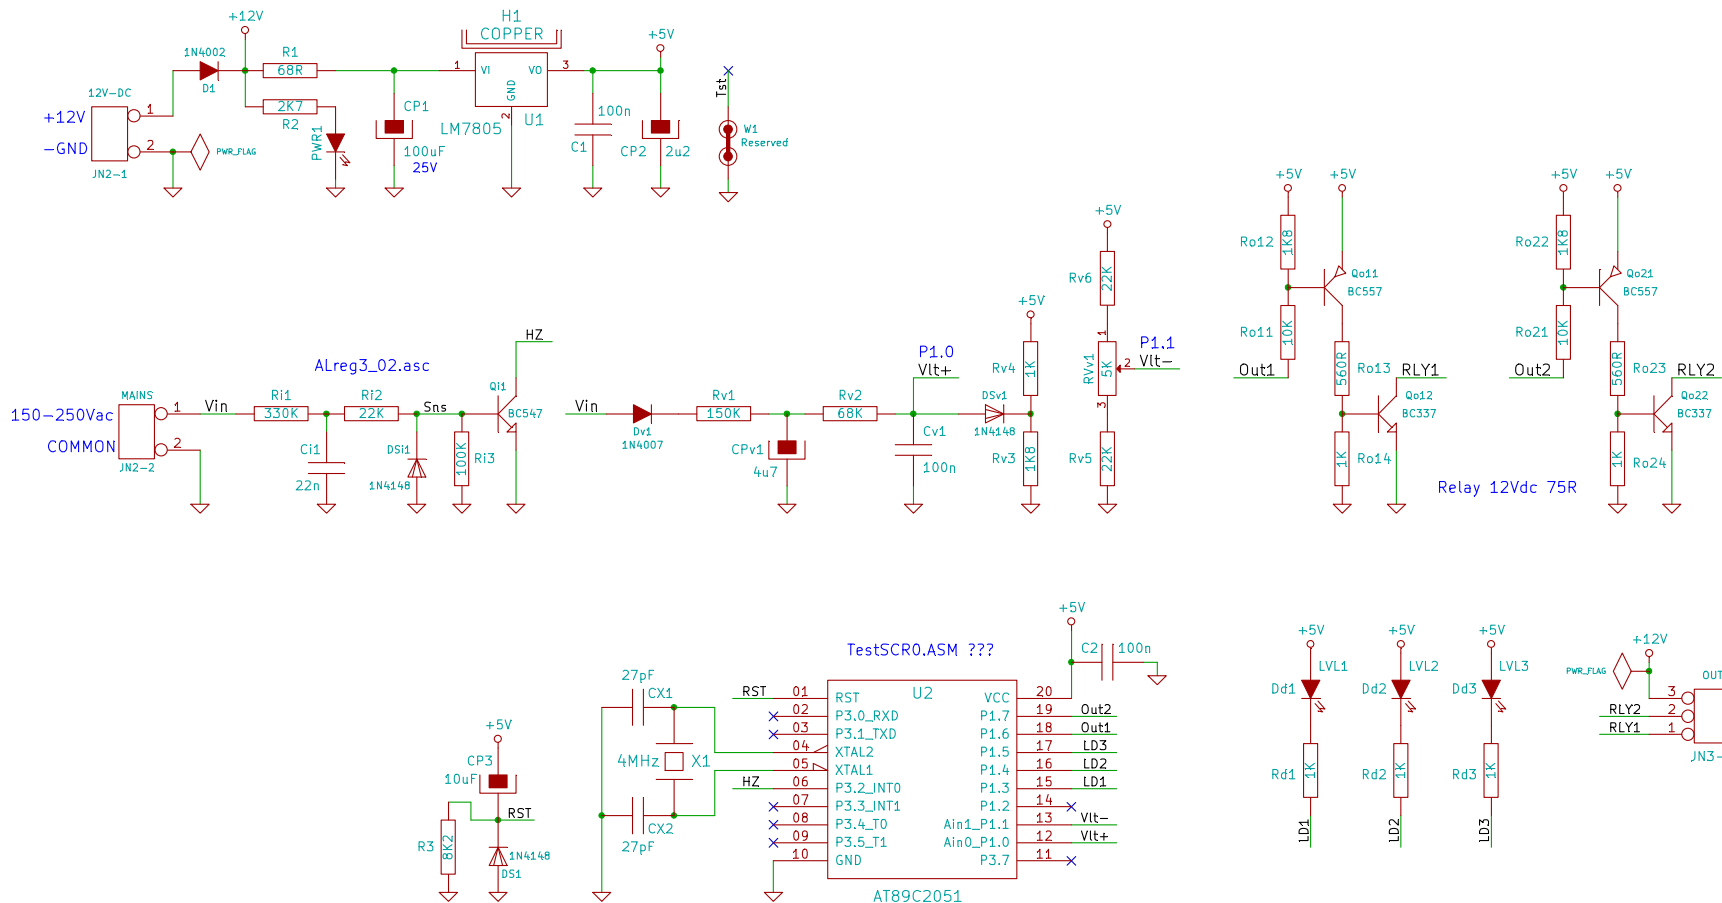 +12V
1N4002
D1
R1
68R
R2
2K7
PWR1
12V-DC
+12V
-GND
1
2
JN2-1
PWR_FLAG
CP1
100uF
25V
H1
COPPER
1
VI
VO
3
GND
2
LM7805
U1
+5V
100n
C1
CP2
2u2
Tst
W1
Reserved
ALreg3_02.asc
MAINS
150-250Vac
COMMON
1
2
JN2-2
Vin
Ri1
330K
Ci1
22n
Ri2
22K
Sns
DSi1
1N4148
100K
Ri3
HZ
Qi1
BC547
Vin
Dv1
1N4007
Rv1
150K
CPv1
4u7
Rv2
68K
P1.0
Vlt+
Cv1
100n
DSv1
1N4148
+5V
Rv4
1K
Rv3
1K8
+5V
Rv6
22K
1
RVv1
5K
2
3
P1.1
Vlt-
Rv5
22K
+5V
+5V
Ro12
1K8
Qo11
BC557
Ro11
10K
Out1
560R
Ro13
RLY1
Qo12
BC337
1K
Ro14
+5V
+5V
Ro22
1K8
Qo21
BC557
Ro21
10K
Out2
560R
Ro23
RLY2
Qo22
BC337
1K
Ro24
Relay 12Vdc 75R
+5V
CP3
10uF
RST
R3
8K2
1N4148
DS1
27pF
CX1
4MHz
X1
CX2
27pF
TestSCR0.ASM ???
+5V
C2
100n
U2
RST
01
RST
02
P3.0_RXD
03
P3.1_TXD
04
XTAL2
05
XTAL1
HZ
06
P3.2_INT0
07
P3.3_INT1
08
P3.4_T0
09
P3.5_T1
10
GND
VCC
20
P1.7
19
Out2
P1.6
18
Out1
P1.5
17
LD3
P1.4
16
LD2
P1.3
15
LD1
P1.2
14
Ain1_P1.1
13
Vlt-
Ain0_P1.0
12
Vlt+
P3.7
11
AT89C2051
+5V
LVL1
Dd1
Rd1
1K
LD1
+5V
LVL2
Dd2
Rd2
1K
LD2
+5V
LVL3
Dd3
Rd3
1K
LD3
+12V
PWR_FLAG
OUT
3
RLY2
2
RLY1
1
JN3-